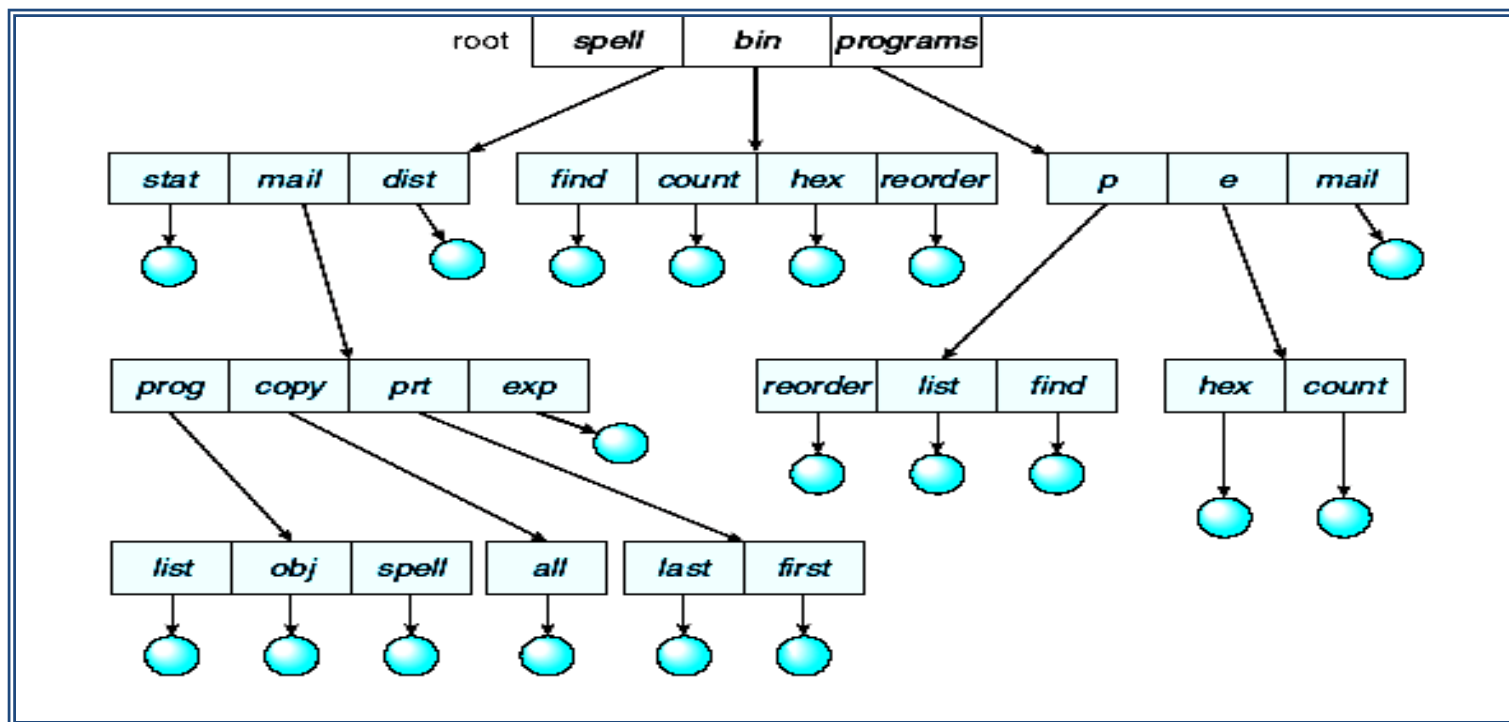 root spell bin programs
stat mail dist find count hex reorder p e mail
prog copy prt exp reorder list find hex count
list obj spell all last first